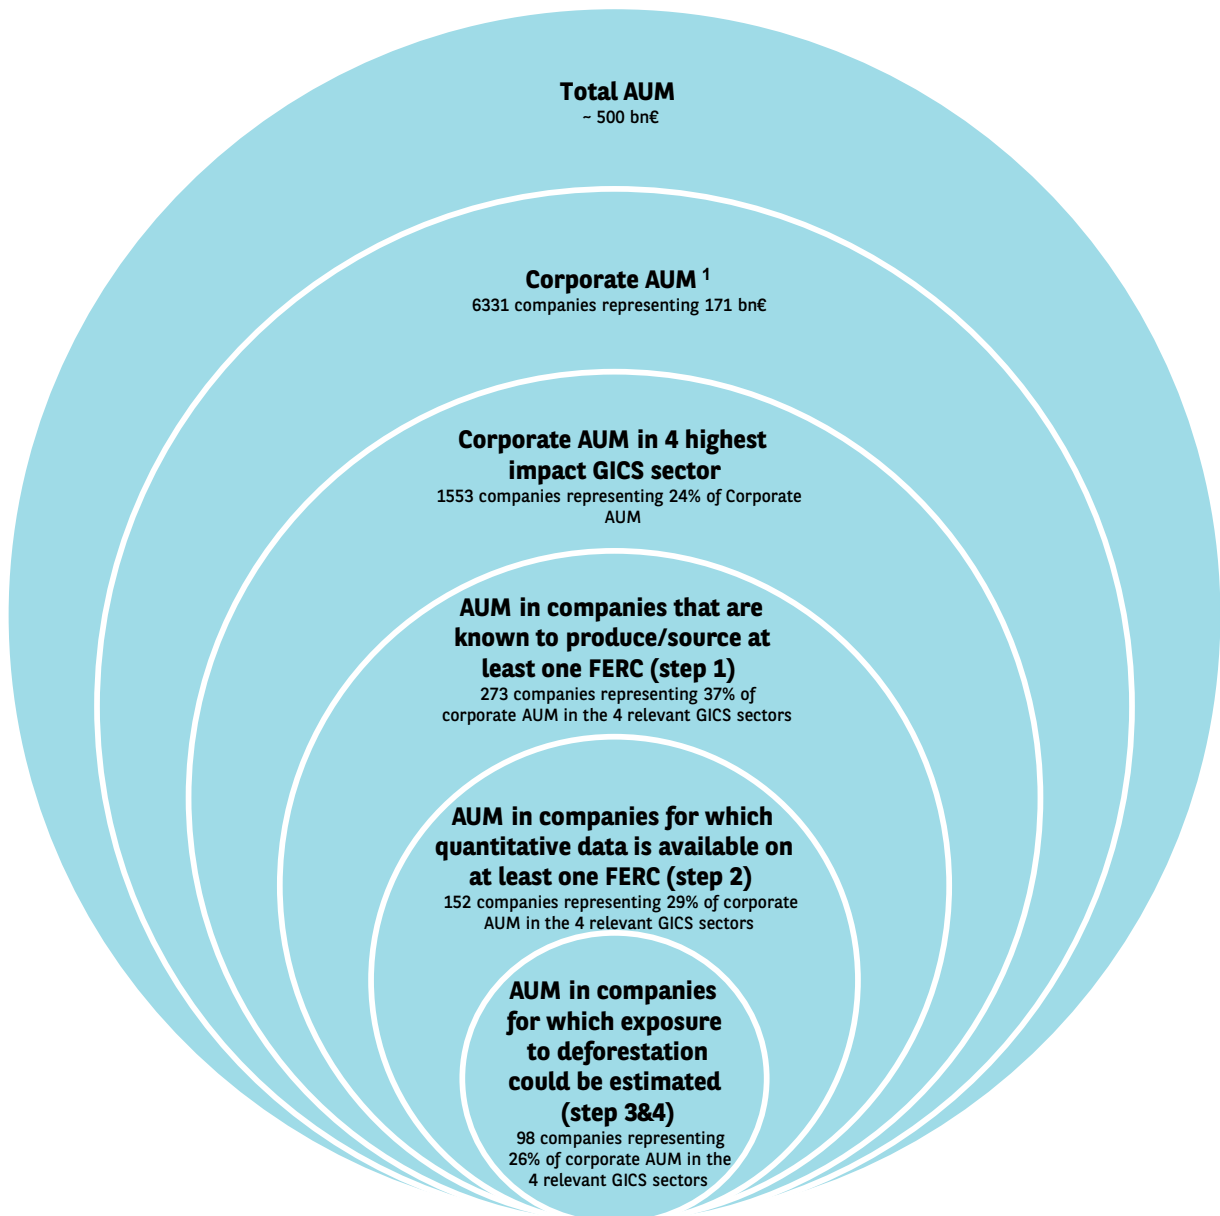 Total AUM
~ 500 bn€
Corporate AUM ¹
6331 companies representing 171 bn€
Corporate AUM in 4 highest
impact GICS sector
1553 companies representing 24% of Corporate
AUM
AUM in companies that are
known to produce/source at
least one FERC (step 1)
273 companies representing 37% of
corporate AUM in the 4 relevant GICS sectors
AUM in companies for which
quantitative data is available on
at least one FERC (step 2)
152 companies representing 29% of corporate
AUM in the 4 relevant GICS sectors
AUM in companies
for which exposure
to deforestation
could be estimated
(step 3&4)
98 companies representing
26% of corporate AUM in the
4 relevant GICS sectors